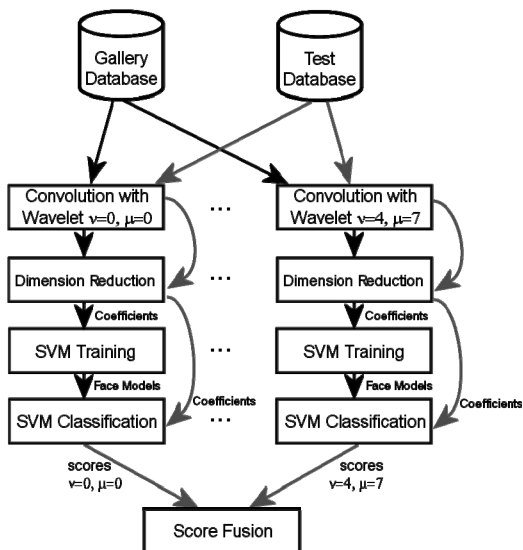 Gallery
Database
Test
Database
Convolution with
Wavelet ν=0, μ=0
...
Convolution with
Wavelet ν=4, μ=7
Dimension Reduction
...
Dimension Reduction
Coefficients
Coefficients
SVM Training
...
SVM Training
Face Models
Face Models
Coefficients
Coefficients
SVM Classification
...
SVM Classification
scores
ν=0, μ=0
scores
ν=4, μ=7
Score Fusion